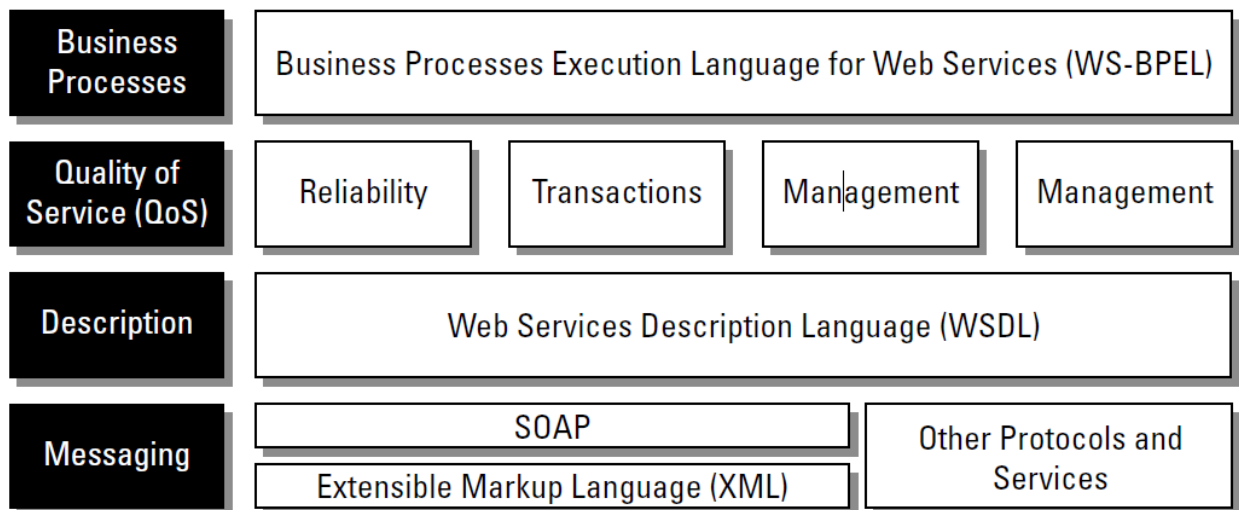 Business
Processes
Business Processes Execution Language for Web Services (WS-BPEL)
Quality of
Service (QoS)
Reliability
Transactions
Management
Management
Description
Web Services Description Language (WSDL)
Messaging
SOAP
Extensible Markup Language (XML)
Other Protocols and
Services